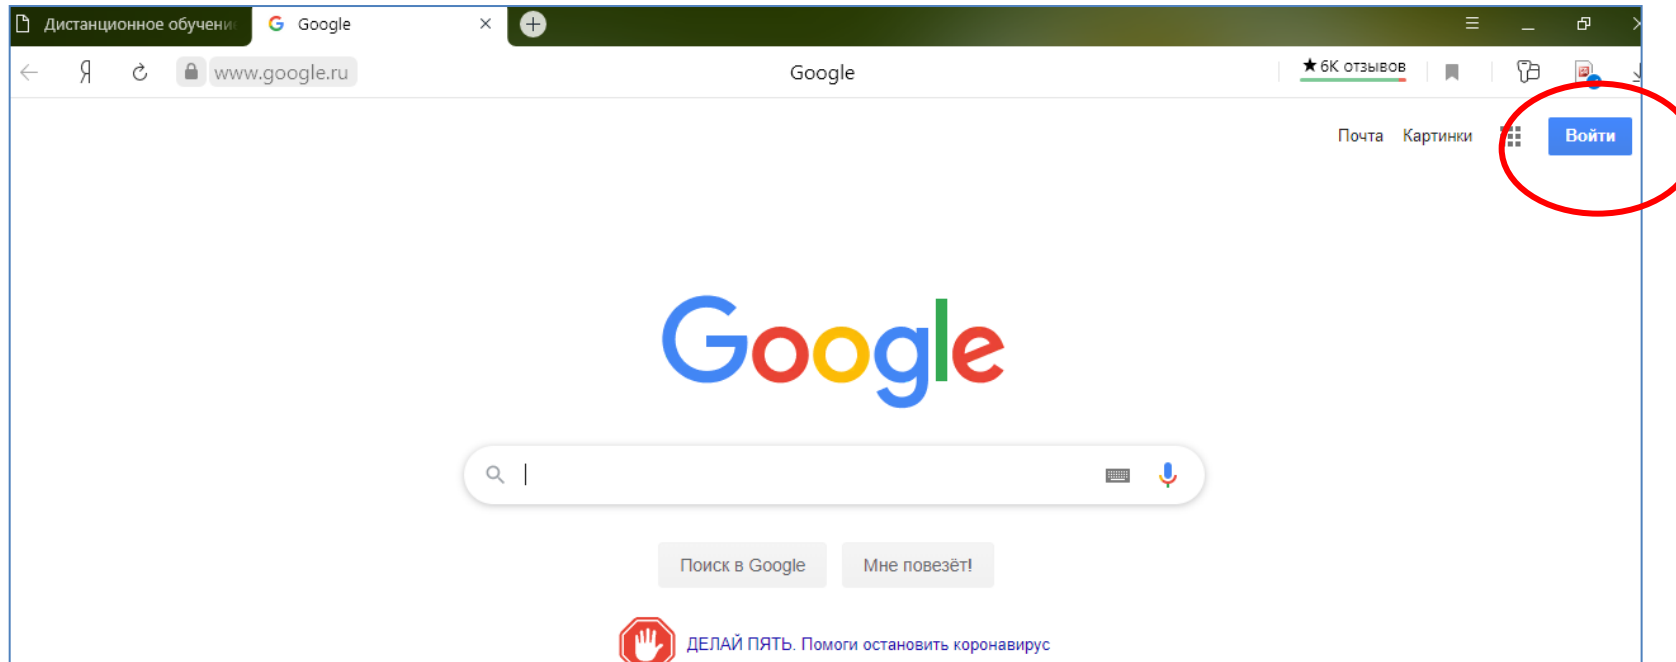 Дистанционное обучени
Google
www.google.ru
Google
★ 6К отзывов
Почта Картинки
Войти
Google
Поиск в Google
Мне повезёт!
ДЕЛАЙ ПЯТЬ. Помоги остановить коронавирус